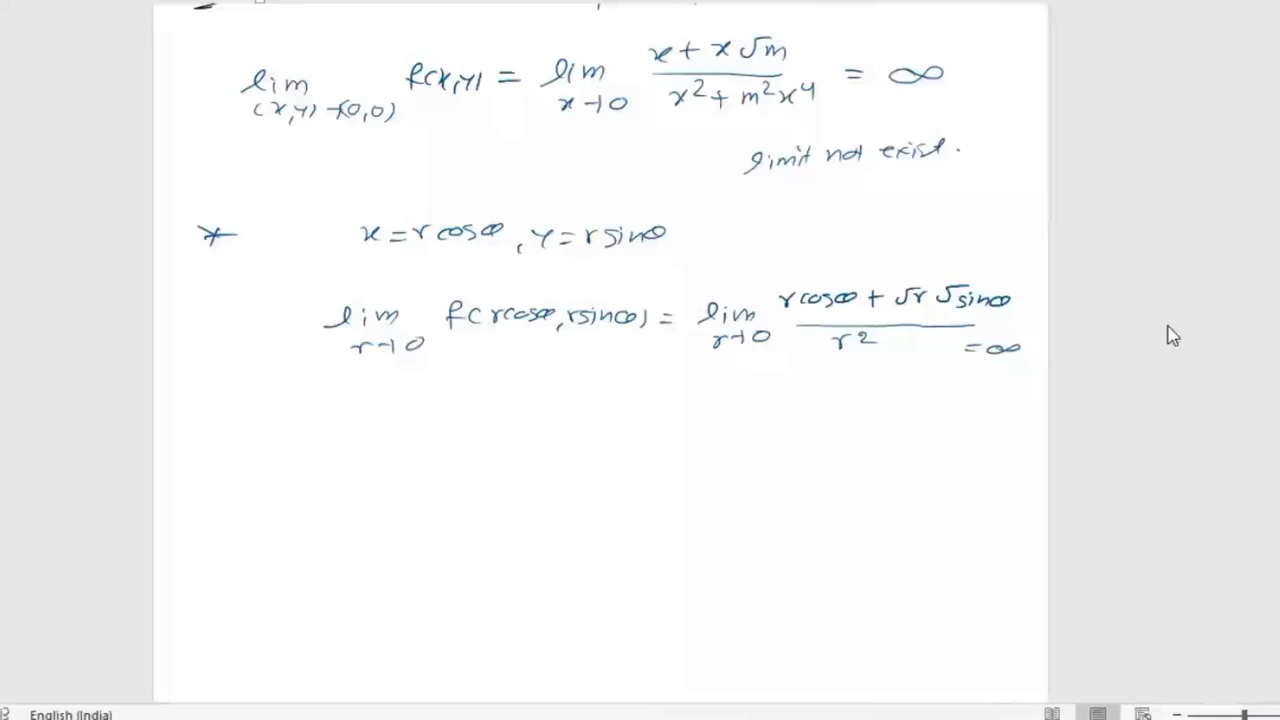 lim (x,y)→(0,0) f(x,y) = lim x→0 (x + x√m)/(x² + m²x⁴) = ∞
limit not exist.
* x = r cosθ, y = r sinθ
lim r→0 f(r cosθ, r sinθ) = lim r→0 (r cosθ + √r √sinθ)/r² = ∞
English (India)